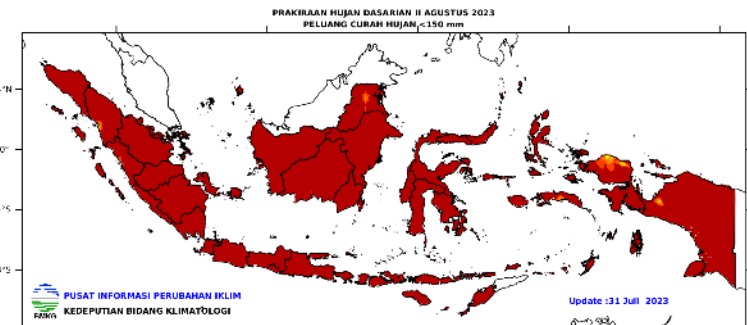 PRAKIRAAN HUJAN DASARIAN II AGUSTUS 2023
PELUANG CURAH HUJAN <150 mm
°N
0°
°S
°S
PUSAT INFORMASI PERUBAHAN IKLIM
KEDEPUTIAN BIDANG KLIMATOLOGI
BMKG
Update :31 Juli 2023